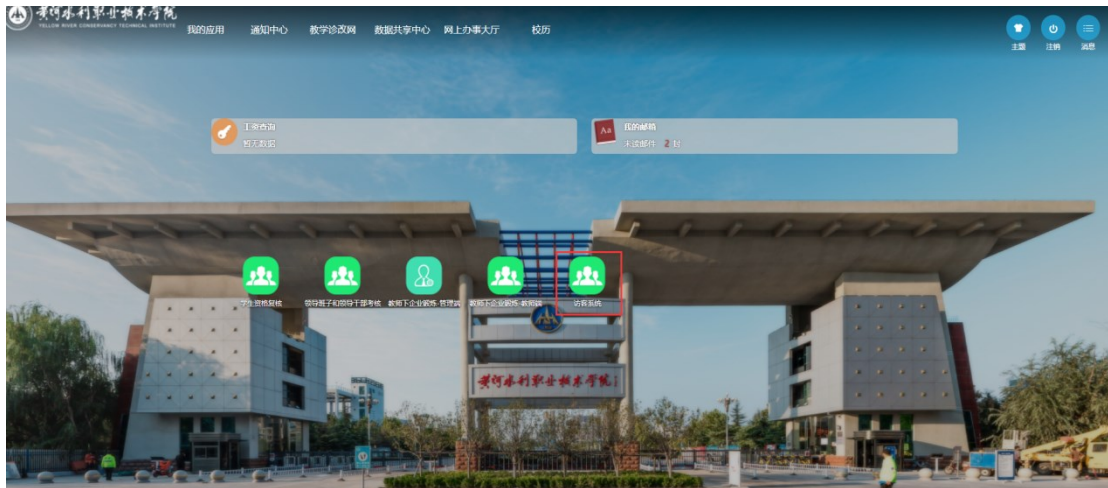 黄河水利职业技术学院
YELLOW RIVER CONSERVANCY TECHNICAL INSTITUTE
我的应用 通知中心 教学诊改网 数据共享中心 网上办事大厅 校历
主题 注销 消息
工资查询
暂无数据
Aa
我的邮箱
未读邮件 2 封
学生资格复核 领导班子和领导干部考核 教师下企业锻炼-管理端 教师下企业锻炼-教师端 访客系统
黄河水利职业技术学院